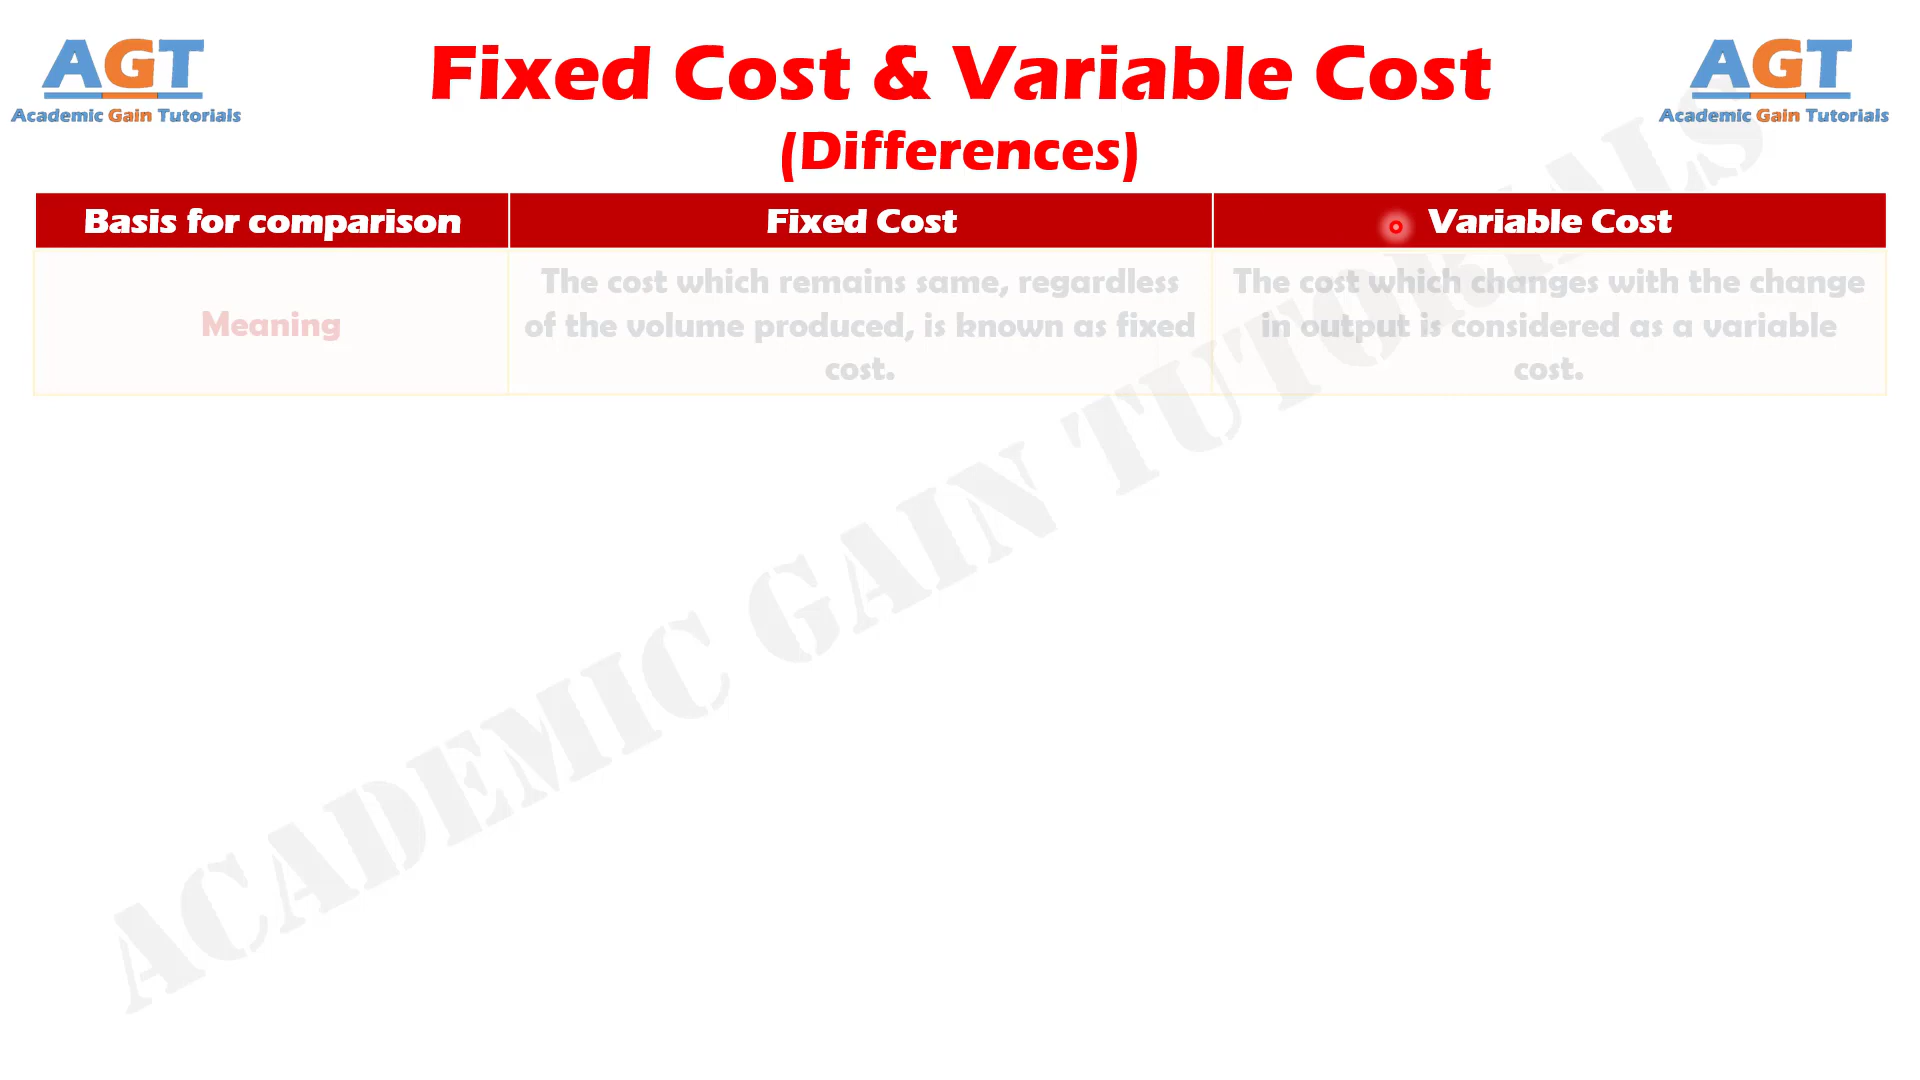 AGT
Academic Gain Tutorials
Fixed Cost & Variable Cost
(Differences)
AGT
Academic Gain Tutorials
Basis for comparison
Fixed Cost
Variable Cost
Meaning
The cost which remains same, regardless
of the volume produced, is known as fixed
cost.
The cost which changes with the change
in output is considered as a variable
cost.
ACADEMIC GAIN TUTORIALS